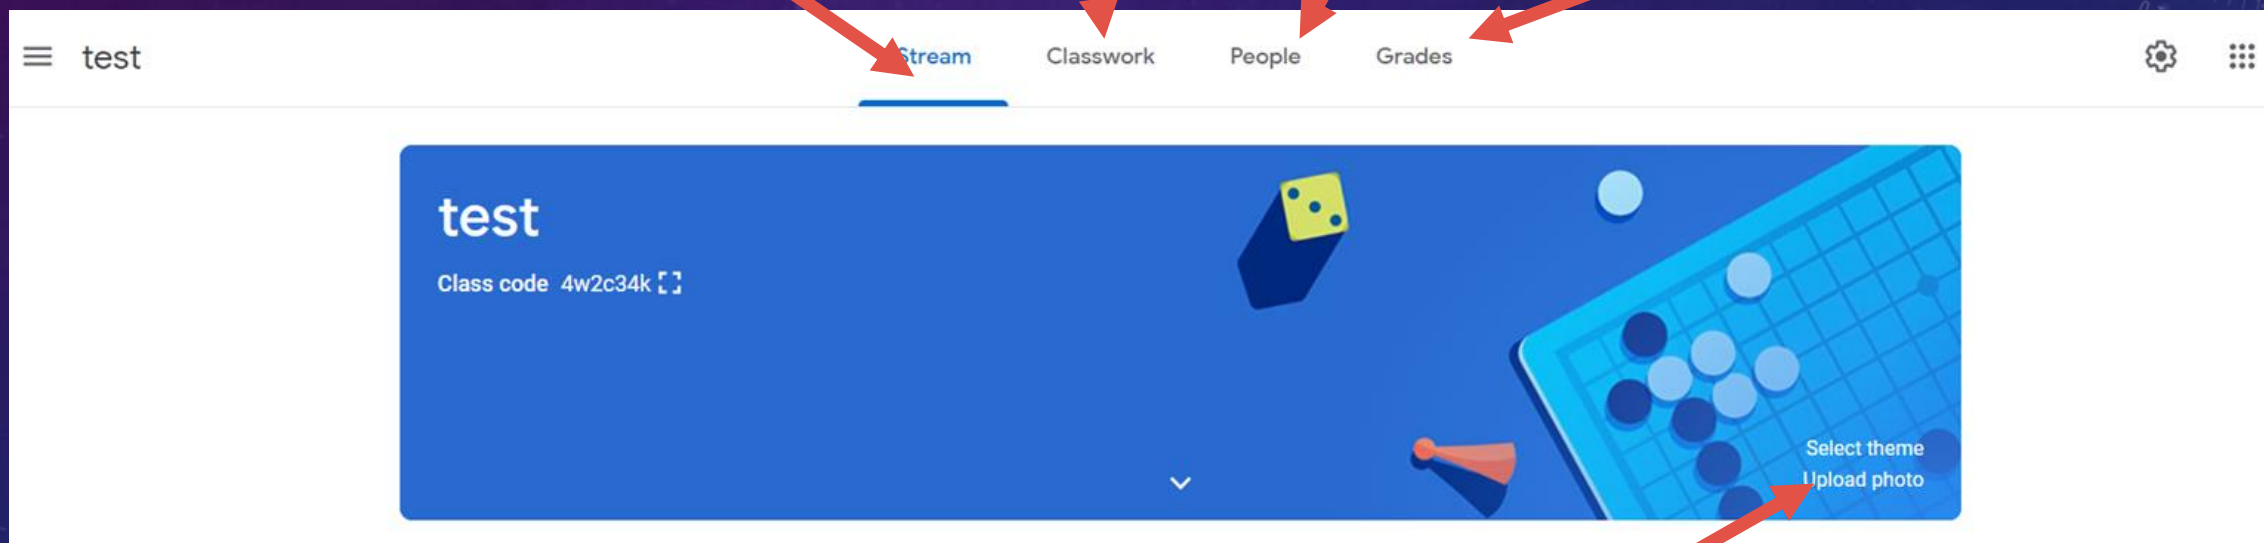 test Stream Classwork People Grades
test
Class code 4w2c34k
Select theme
Upload photo